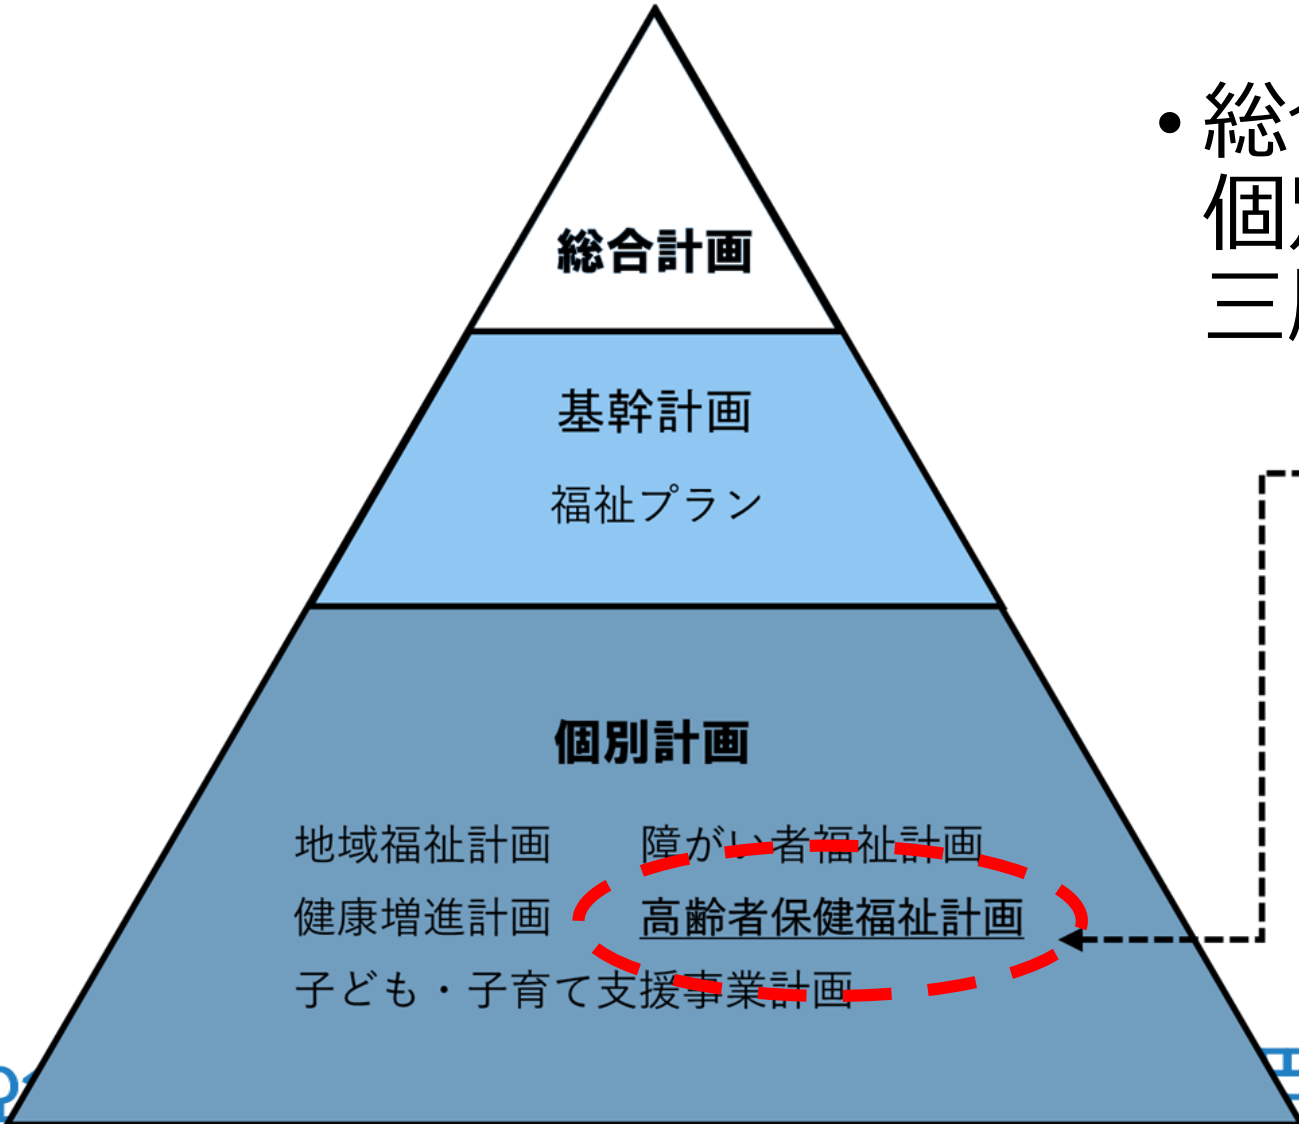 総合計画
基幹計画
福祉プラン
個別計画
地域福祉計画 障がい者福祉計画
健康増進計画 高齢者保健福祉計画
子ども・子育て支援事業計画
• 総
個
三